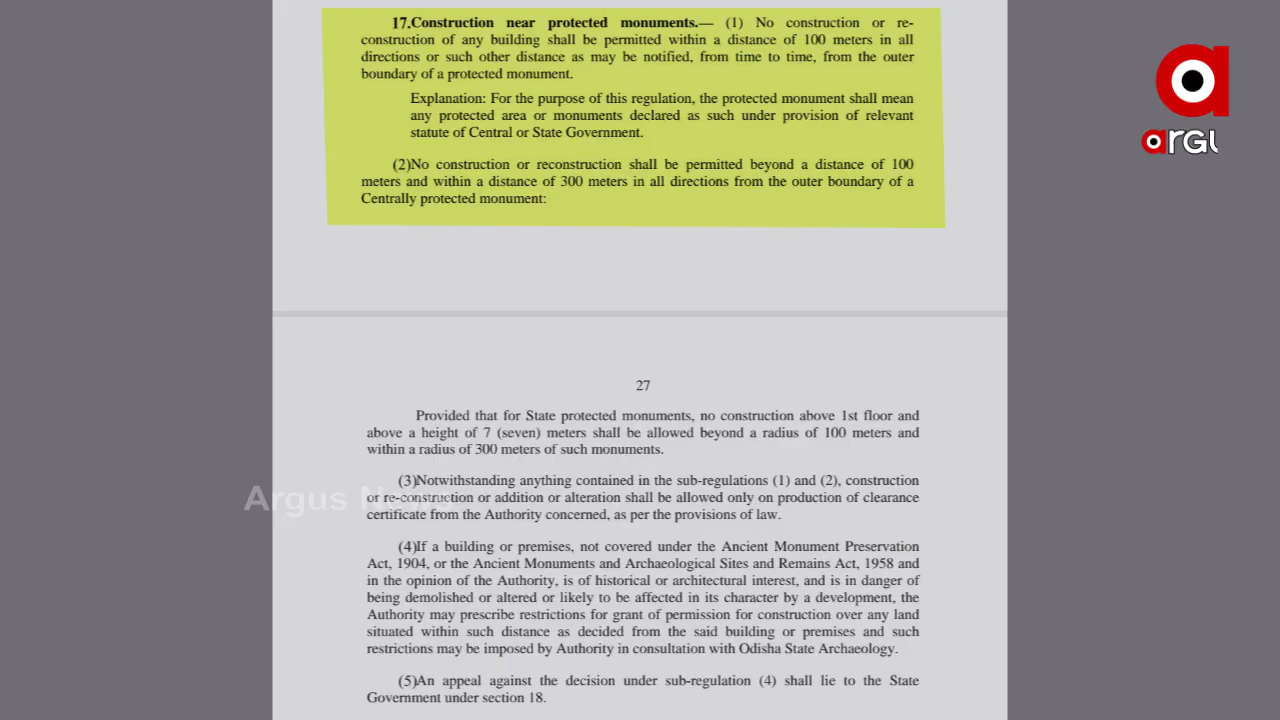 17.Construction near protected monuments.— (1) No construction or re-
construction of any building shall be permitted within a distance of 100 meters in all
directions or such other distance as may be notified, from time to time, from the outer
boundary of a protected monument.
Explanation: For the purpose of this regulation, the protected monument shall mean
any protected area or monuments declared as such under provision of relevant
statute of Central or State Government.
(2)No construction or reconstruction shall be permitted beyond a distance of 100
meters and within a distance of 300 meters in all directions from the outer boundary of a
Centrally protected monument:
argus
27
Provided that for State protected monuments, no construction above 1st floor and
above a height of 7 (seven) meters shall be allowed beyond a radius of 100 meters and
within a radius of 300 meters of such monuments.
(3)Notwithstanding anything contained in the sub-regulations (1) and (2), construction
or re-construction or addition or alteration shall be allowed only on production of clearance
certificate from the Authority concerned, as per the provisions of law.
Argus News
(4)If a building or premises, not covered under the Ancient Monument Preservation
Act, 1904, or the Ancient Monuments and Archaeological Sites and Remains Act, 1958 and
in the opinion of the Authority, is of historical or architectural interest, and is in danger of
being demolished or altered or likely to be affected in its character by a development, the
Authority may prescribe restrictions for grant of permission for construction over any land
situated within such distance as decided from the said building or premises and such
restrictions may be imposed by Authority in consultation with Odisha State Archaeology.
(5)An appeal against the decision under sub-regulation (4) shall lie to the State
Government under section 18.